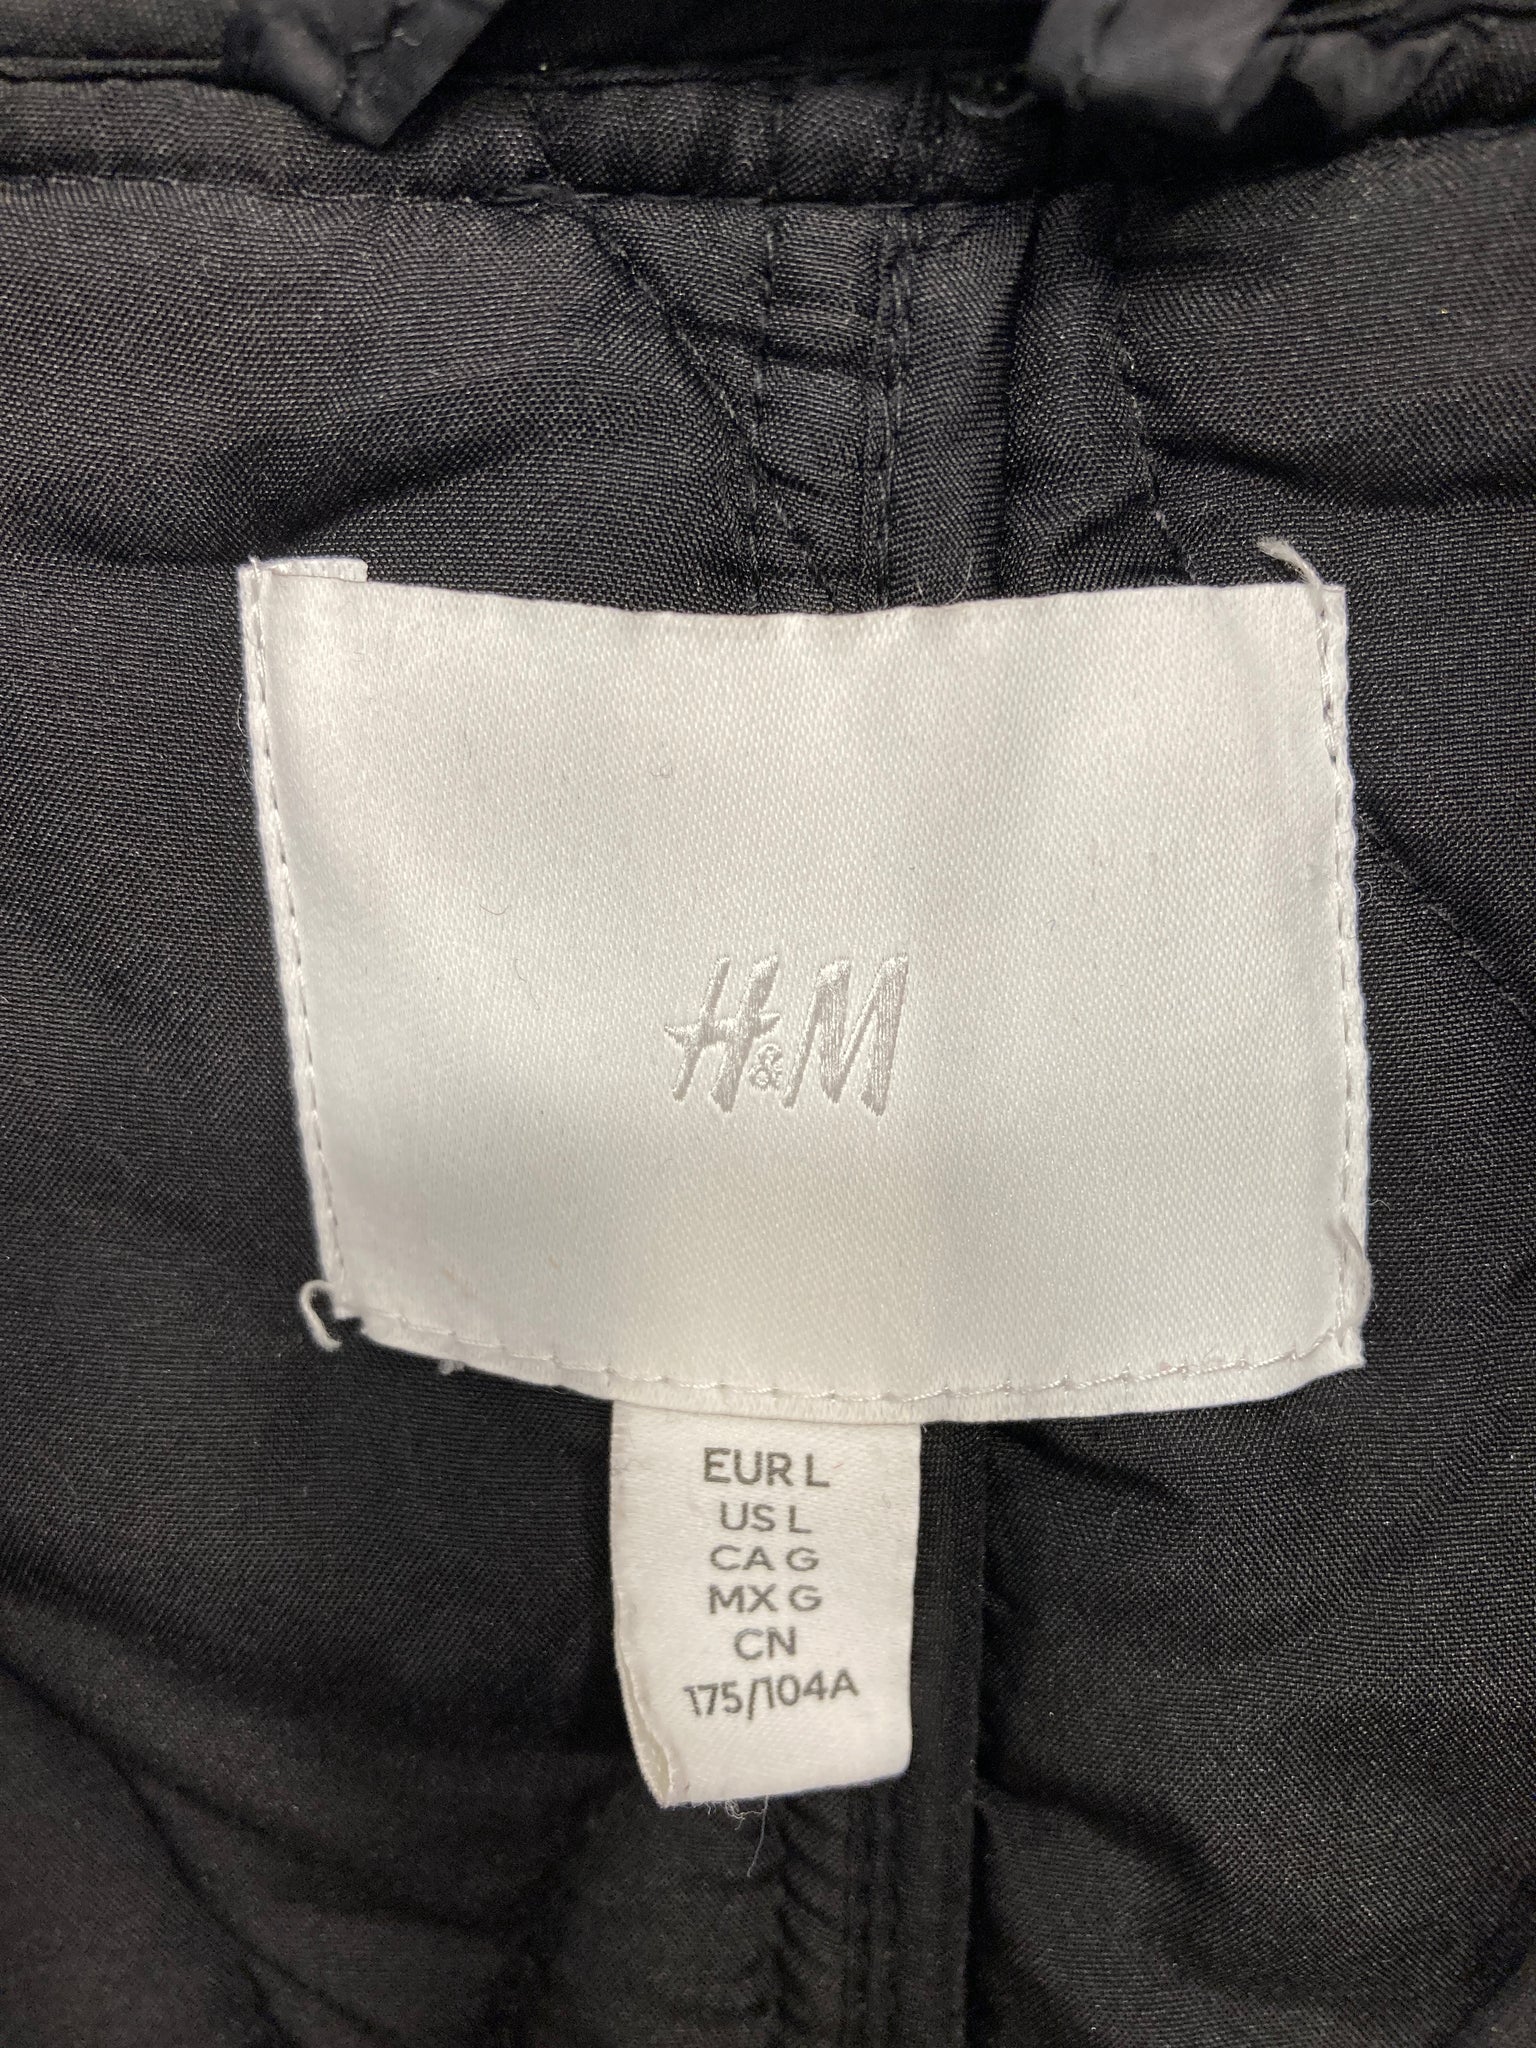 H&M
EUR L
US L
CA G
MX G
CN
175/104A